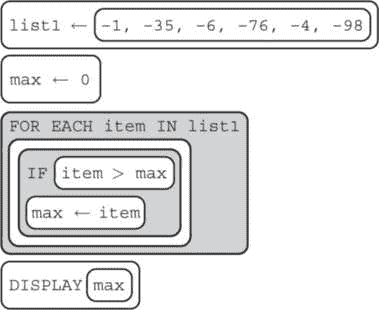 list1 ← -1, -35, -6, -76, -4, -98
max ← 0
FOR EACH item IN list1
IF item > max
max ← item
DISPLAY max